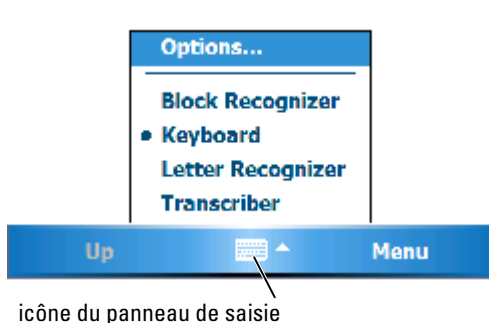 Options...
Block Recognizer
• Keyboard
Letter Recognizer
Transcriber
Up Menu
icône du panneau de saisie